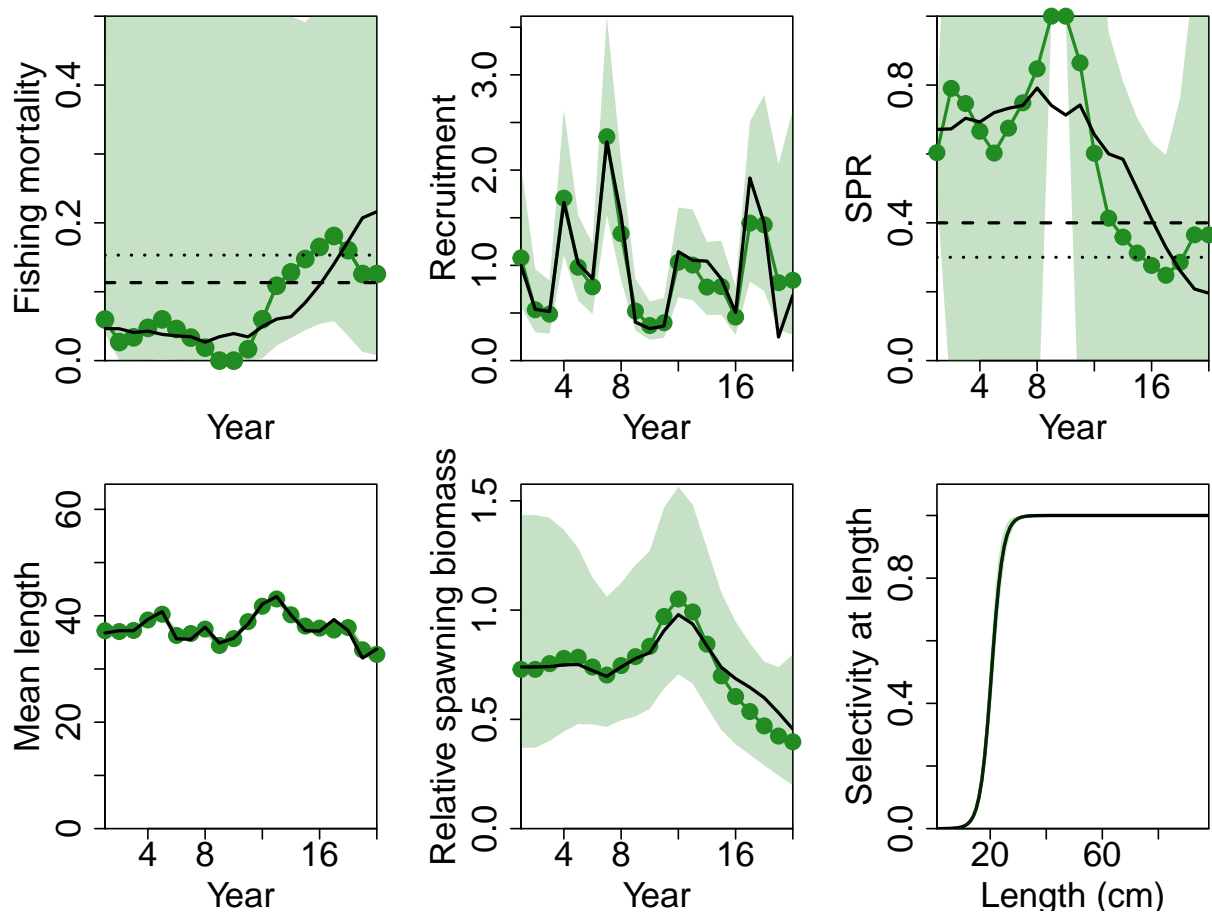 Fishing mortality
0.0
0.2
0.4
Year
Recruitment
0.0
1.0
2.0
3.0
4
8
16
Year
SPR
0.0
0.4
0.8
4
8
16
Year
Mean length
0
20
40
60
4
8
16
Year
Relative spawning biomass
0.0
0.5
1.0
1.5
4
8
16
Year
Selectivity at length
0.0
0.4
0.8
20
60
Length (cm)